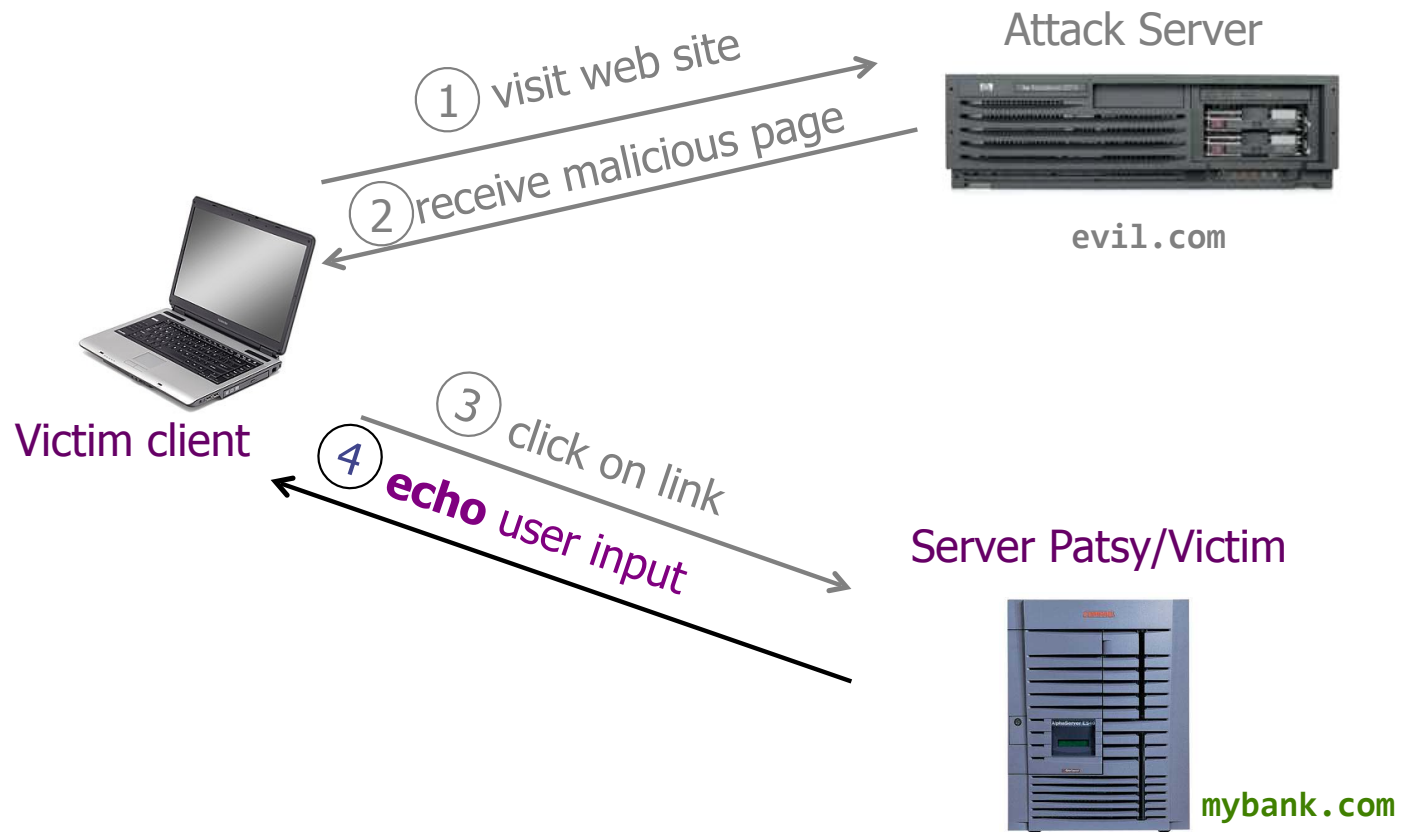 Attack Server
1 visit web site
2 receive malicious page
evil.com
Victim client
3 click on link
4 echo user input
Server Patsy/Victim
mybank.com